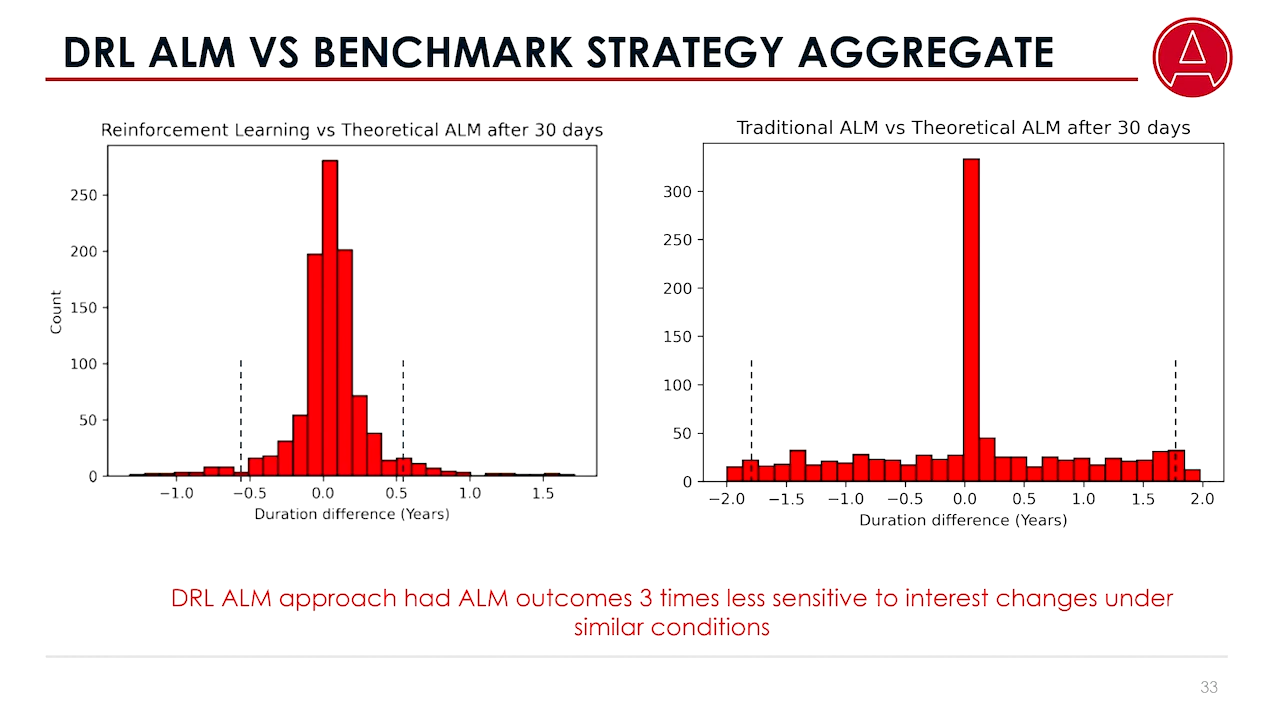 DRL ALM VS BENCHMARK STRATEGY AGGREGATE
Reinforcement Learning vs Theoretical ALM after 30 days
250
200
150
100
50
0
Count
−1.0 −0.5 0.0 0.5 1.0 1.5
Duration difference (Years)
Traditional ALM vs Theoretical ALM after 30 days
300
250
200
150
100
50
0
−2.0 −1.5 −1.0 −0.5 0.0 0.5 1.0 1.5 2.0
Duration difference (Years)
DRL ALM approach had ALM outcomes 3 times less sensitive to interest changes under
similar conditions
33